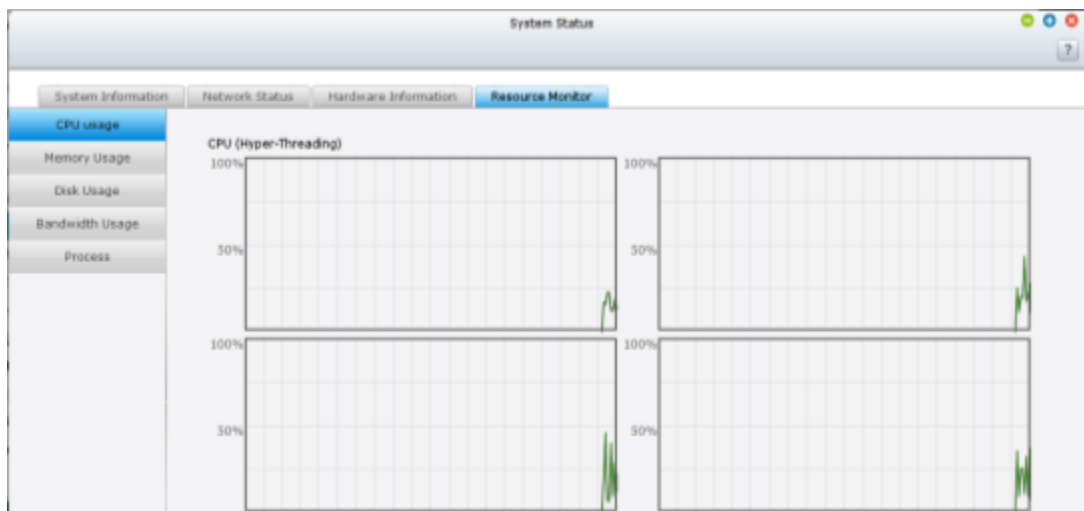 System Status
?
System Information Network Status Hardware Information Resource Monitor
CPU usage
Memory Usage
Disk Usage
Bandwidth Usage
Process
CPU (Hyper-Threading)
100% 100%
50% 50%
100% 100%
50% 50%